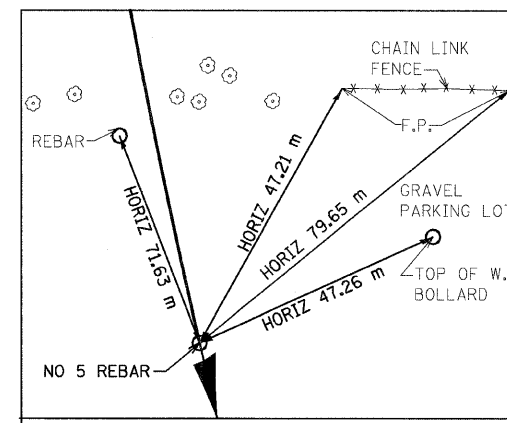 CHAIN LINK
FENCE
REBAR
F.P.
HORIZ 47.21 m
HORIZ 71.63 m
HORIZ 79.65 m
GRAVEL
PARKING LOT
HORIZ 47.26 m
TOP OF W.
BOLLARD
NO 5 REBAR